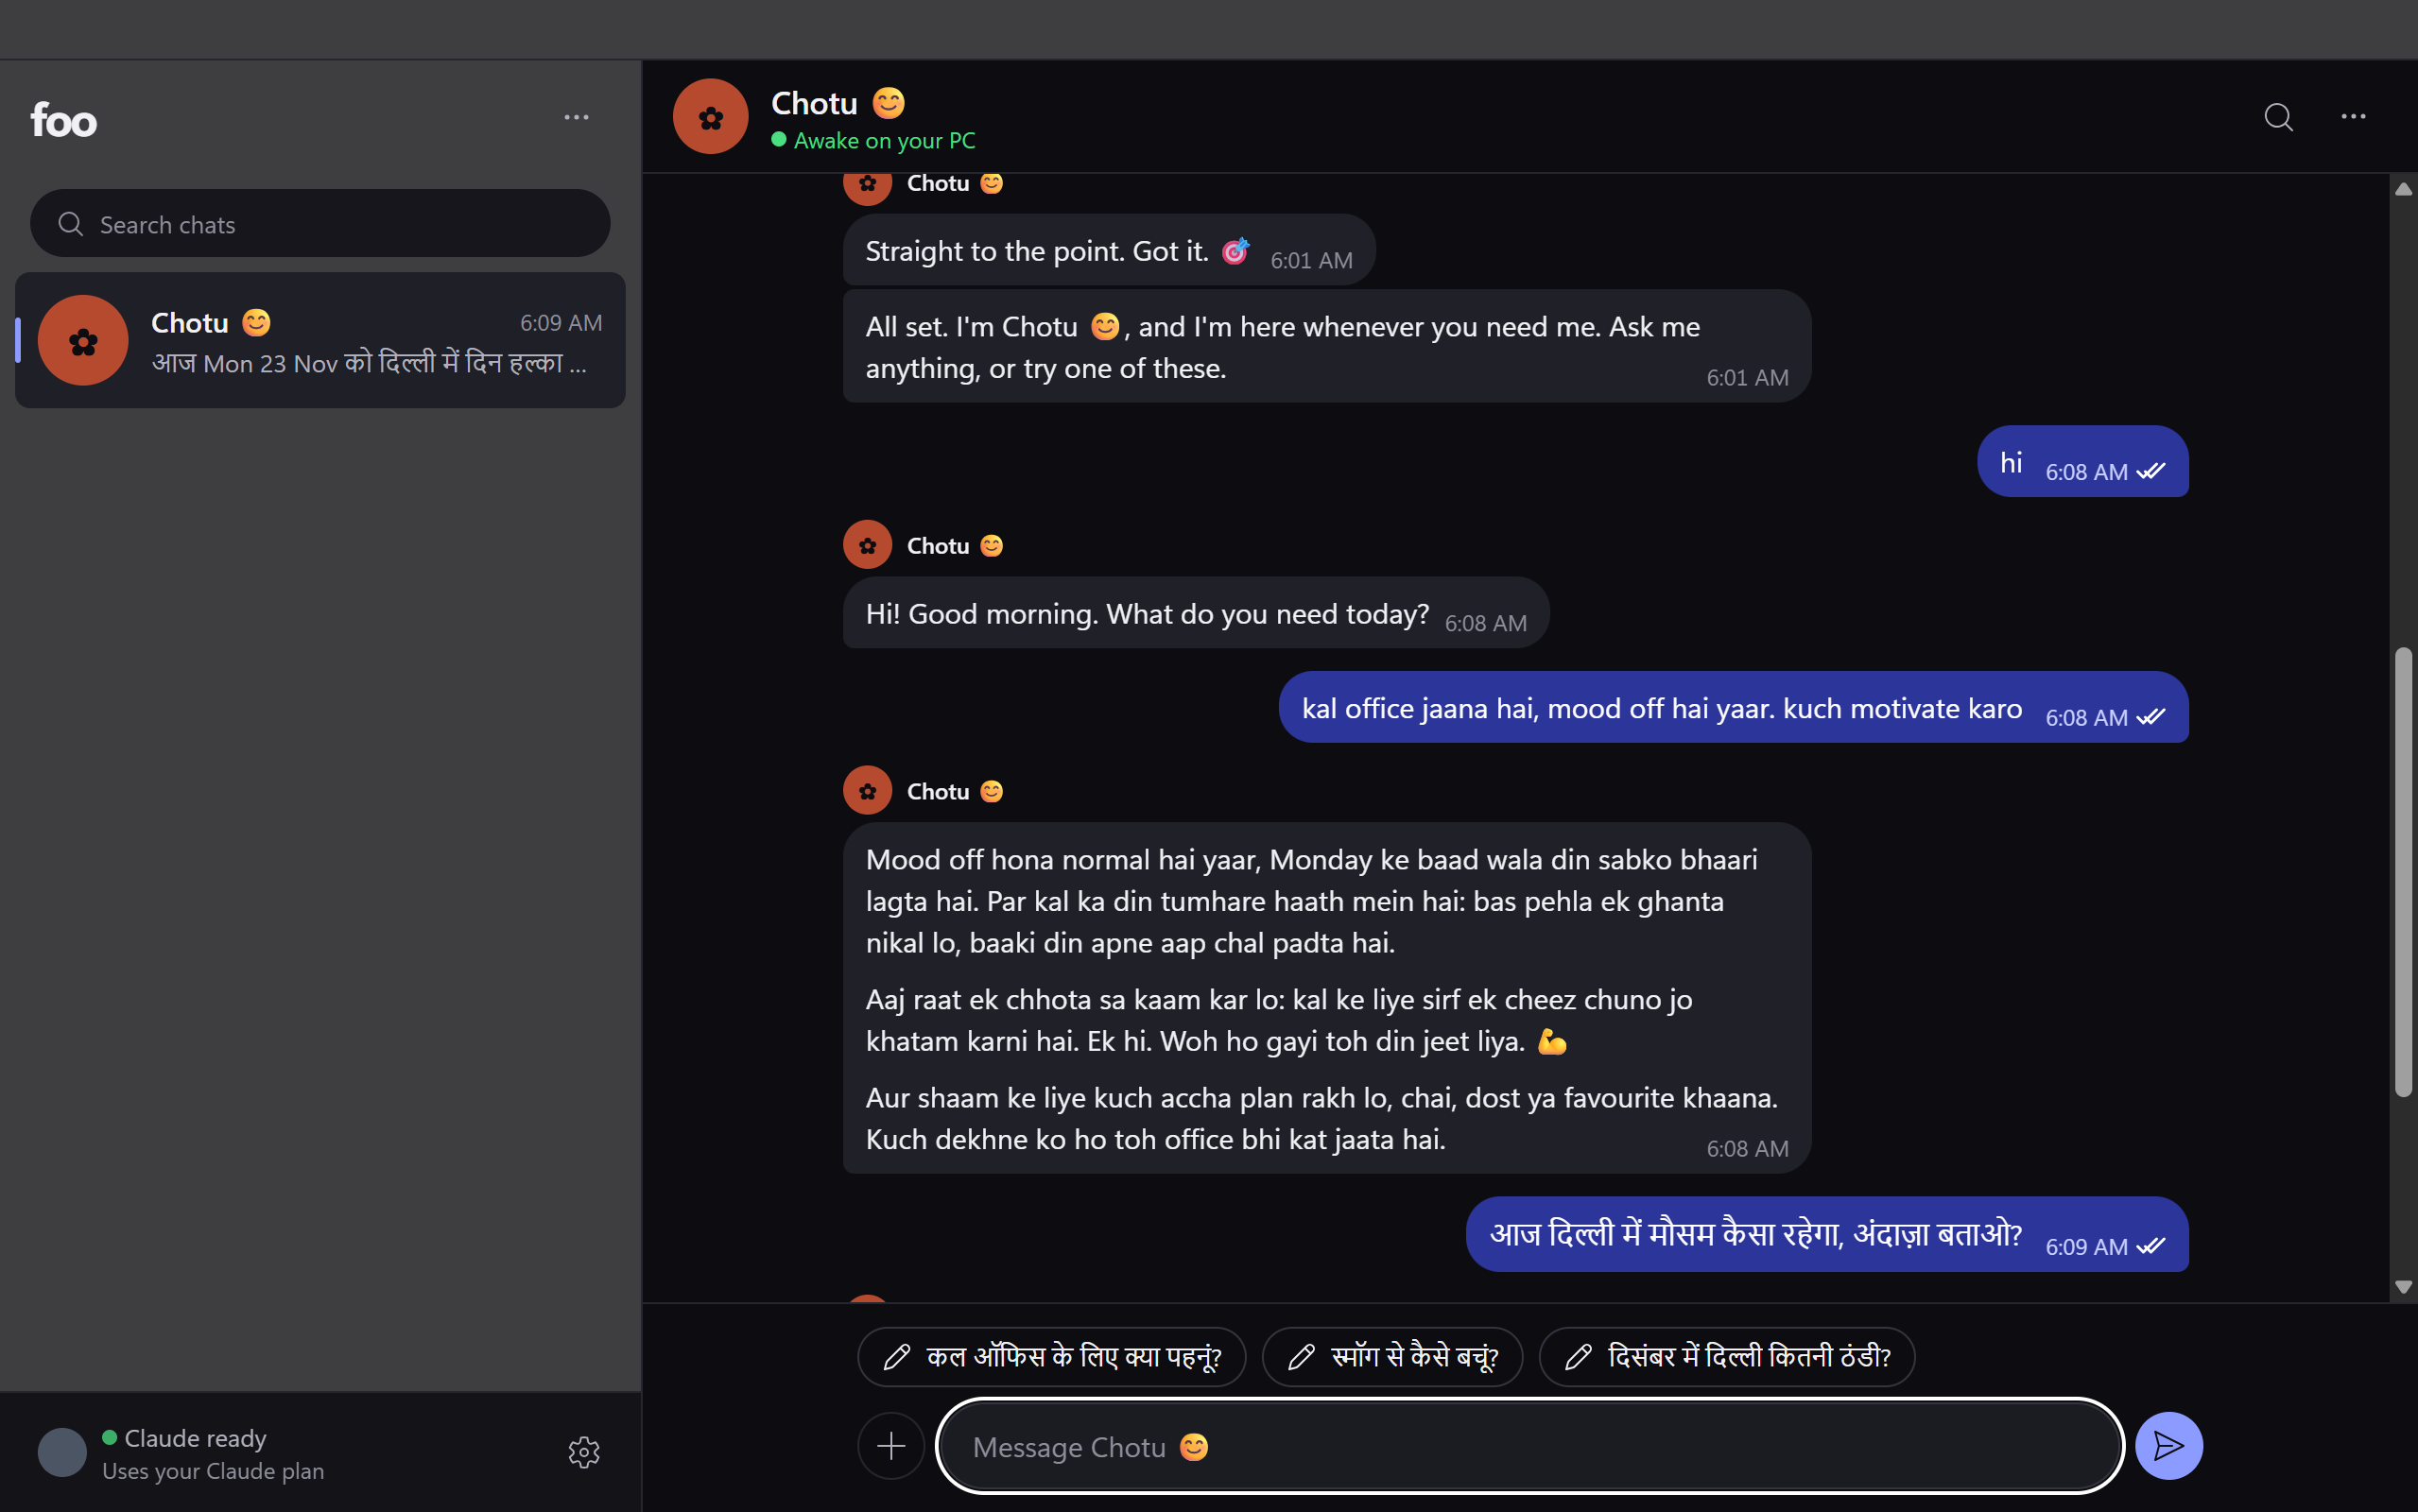 foo
Search chats
Chotu 😊 6:09 AM
आज Mon 23 Nov को दिल्ली में दिन हल्का ...
Claude ready
Uses your Claude plan
Chotu 😊
Awake on your PC
Chotu 😊
Straight to the point. Got it. 🎯 6:01 AM
All set. I'm Chotu 😊, and I'm here whenever you need me. Ask me
anything, or try one of these. 6:01 AM
hi 6:08 AM
Chotu 😊
Hi! Good morning. What do you need today? 6:08 AM
kal office jaana hai, mood off hai yaar. kuch motivate karo 6:08 AM
Chotu 😊
Mood off hona normal hai yaar, Monday ke baad wala din sabko bhaari
lagta hai. Par kal ka din tumhare haath mein hai: bas pehla ek ghanta
nikal lo, baaki din apne aap chal padta hai.
Aaj raat ek chhota sa kaam kar lo: kal ke liye sirf ek cheez chuno jo
khatam karni hai. Ek hi. Woh ho gayi toh din jeet liya. 💪
Aur shaam ke liye kuch accha plan rakh lo, chai, dost ya favourite khaana.
Kuch dekhne ko ho toh office bhi kat jaata hai. 6:08 AM
आज दिल्ली में मौसम कैसा रहेगा, अंदाज़ा बताओ? 6:09 AM
कल ऑफिस के लिए क्या पहनूं?
स्मॉग से कैसे बचूं?
दिसंबर में दिल्ली कितनी ठंडी?
Message Chotu 😊